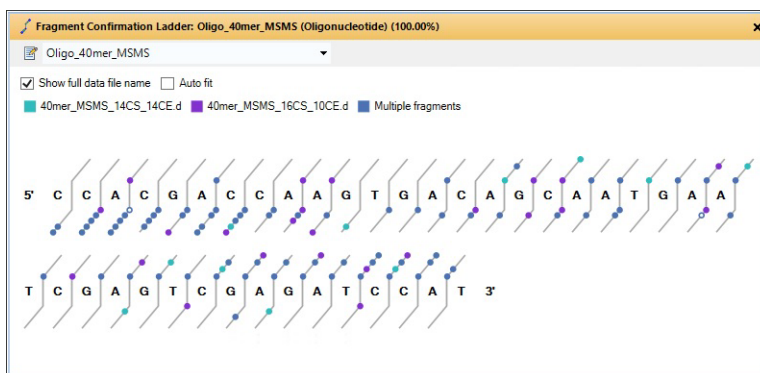 Fragment Confirmation Ladder: Oligo_40mer_MSMS (Oligonucleotide) (100.00%)
Oligo_40mer_MSMS
Show full data file name Auto fit
40mer_MSMS_14CS_14CE.d 40mer_MSMS_16CS_10CE.d Multiple fragments
5' C C A C G A C C A A G T G A C A G C A A T G A A
T C G A G T C G A G A T C C A T 3'